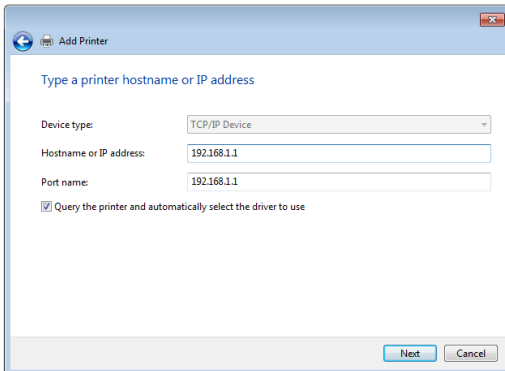 Add Printer
Type a printer hostname or IP address
Device type: TCP/IP Device
Hostname or IP address: 192.168.1.1
Port name: 192.168.1.1
Query the printer and automatically select the driver to use
Next Cancel